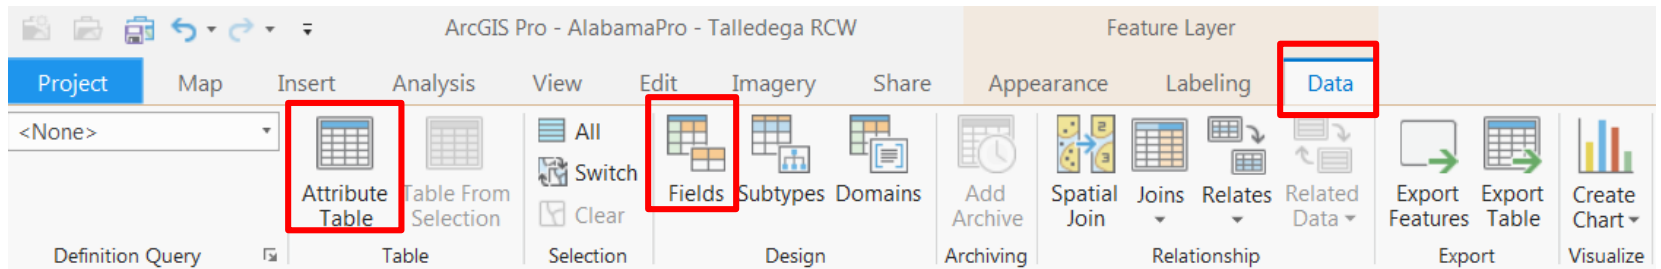 ArcGIS Pro - AlabamaPro - Talledega RCW
Feature Layer
Project Map Insert Analysis View Edit Imagery Share Appearance Labeling Data
<None>
Attribute
Table
Table From
Selection
All
Switch
Clear
Fields
Subtypes
Domains
Add
Archive
Spatial
Join
Joins
Relates
Related
Data
Export
Features
Export
Table
Create
Chart
Definition Query Table Selection Design Archiving Relationship Export Visualize